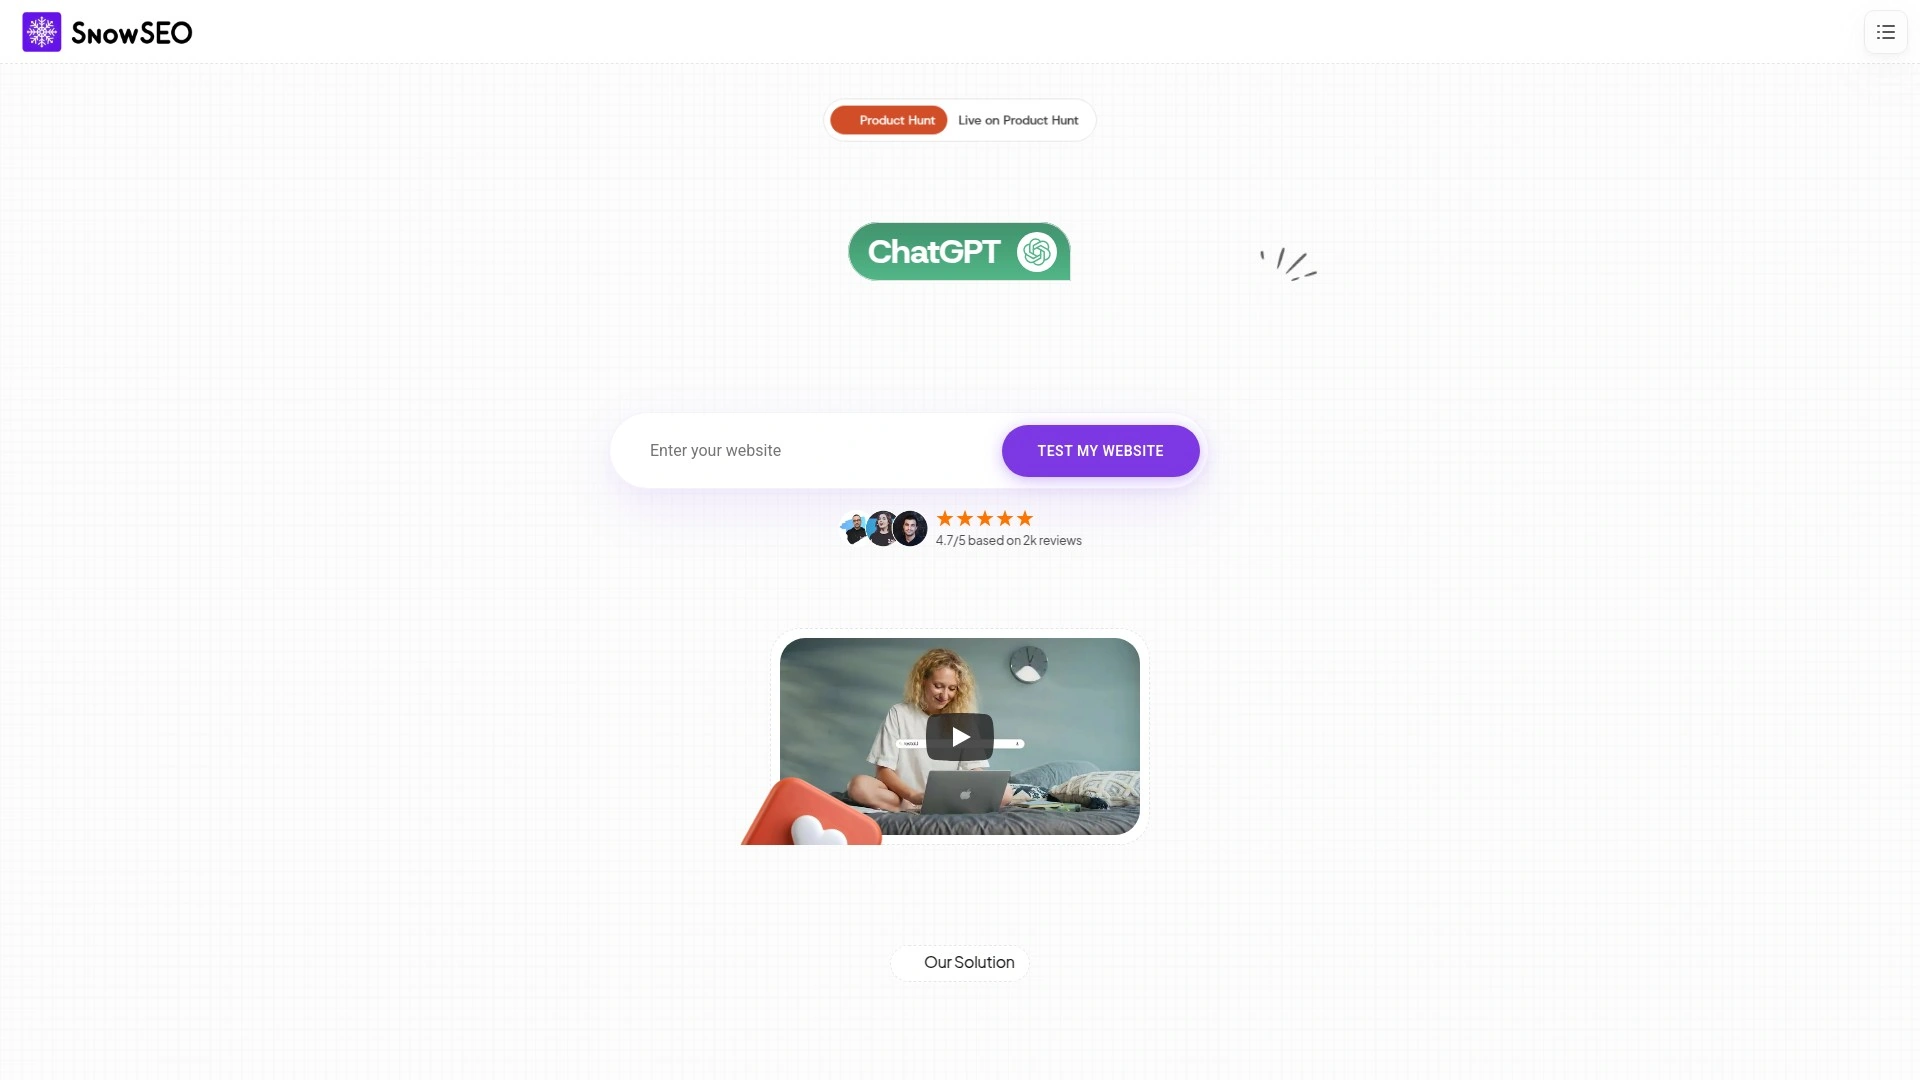 SnowSEO
Product Hunt Live on Product Hunt
ChatGPT
Enter your website
TEST MY WEBSITE
4.7/5 based on 2k reviews
Our Solution